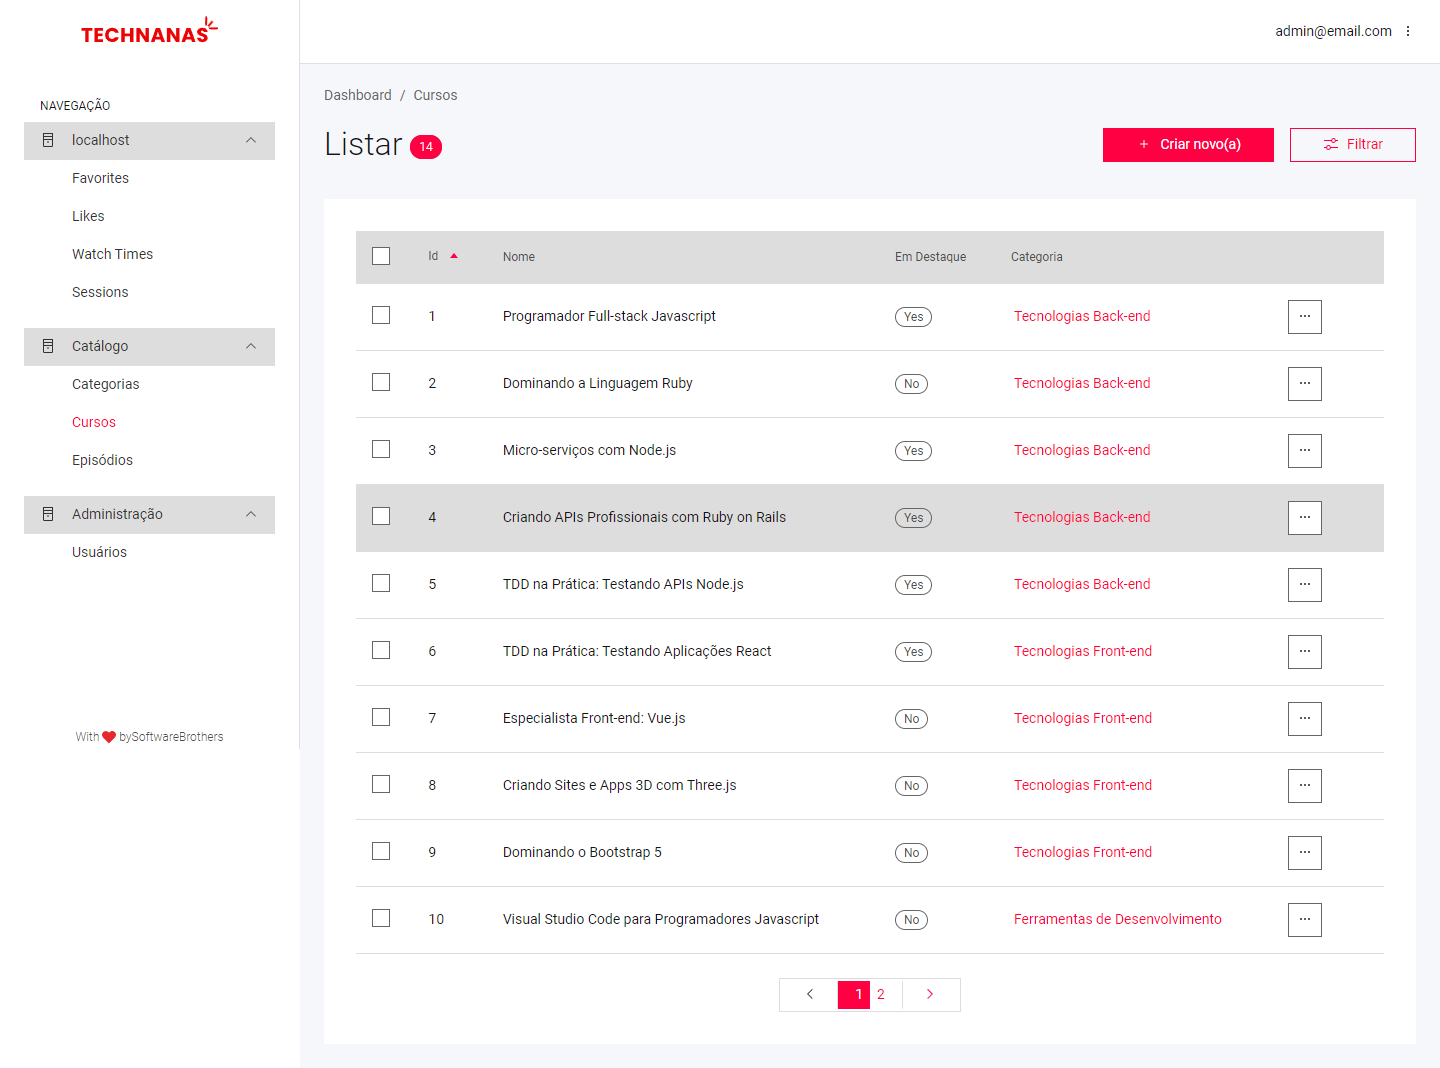 TECHNANAS
admin@email.com
NAVEGAÇÃO
localhost
Favorites
Likes
Watch Times
Sessions
Catálogo
Categorias
Cursos
Episódios
Administração
Usuários
With ❤ bySoftwareBrothers
Dashboard / Cursos
Listar 14
+ Criar novo(a)
Filtrar
Id Nome Em Destaque Categoria
1 Programador Full-stack Javascript Yes Tecnologias Back-end
2 Dominando a Linguagem Ruby No Tecnologias Back-end
3 Micro-serviços com Node.js Yes Tecnologias Back-end
4 Criando APIs Profissionais com Ruby on Rails Yes Tecnologias Back-end
5 TDD na Prática: Testando APIs Node.js Yes Tecnologias Back-end
6 TDD na Prática: Testando Aplicações React Yes Tecnologias Front-end
7 Especialista Front-end: Vue.js No Tecnologias Front-end
8 Criando Sites e Apps 3D com Three.js No Tecnologias Front-end
9 Dominando o Bootstrap 5 No Tecnologias Front-end
10 Visual Studio Code para Programadores Javascript No Ferramentas de Desenvolvimento
1 2